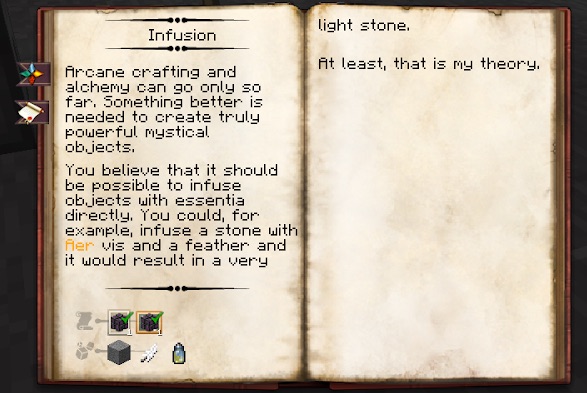 Infusion
Arcane crafting and
alchemy can go only so
far. Something better is
needed to create truly
powerful mystical
objects.
You believe that it should
be possible to infuse
objects with essentia
directly. You could, for
example, infuse a stone with
Aer vis and a feather and
it would result in a very
light stone.
At least, that is my theory.